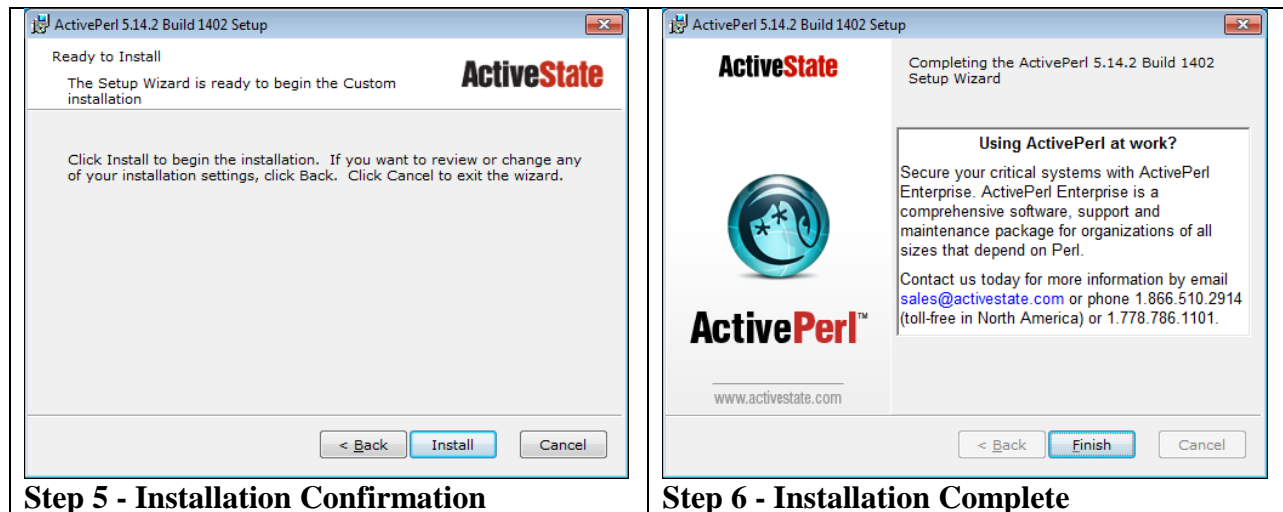 ActivePerl 5.14.2 Build 1402 Setup
Ready to Install
The Setup Wizard is ready to begin the Custom
installation
ActiveState
Click Install to begin the installation. If you want to review or change any
of your installation settings, click Back. Click Cancel to exit the wizard.
< Back
Install
Cancel
Step 5 - Installation Confirmation
ActivePerl 5.14.2 Build 1402 Setup
ActiveState
Completing the ActivePerl 5.14.2 Build 1402
Setup Wizard
Using ActivePerl at work?
Secure your critical systems with ActivePerl
Enterprise. ActivePerl Enterprise is a
comprehensive software, support and
maintenance package for organizations of all
sizes that depend on Perl.
Contact us today for more information by email
sales@activestate.com or phone 1.866.510.2914
(toll-free in North America) or 1.778.786.1101.
ActivePerl™
www.activestate.com
< Back
Finish
Cancel
Step 6 - Installation Complete